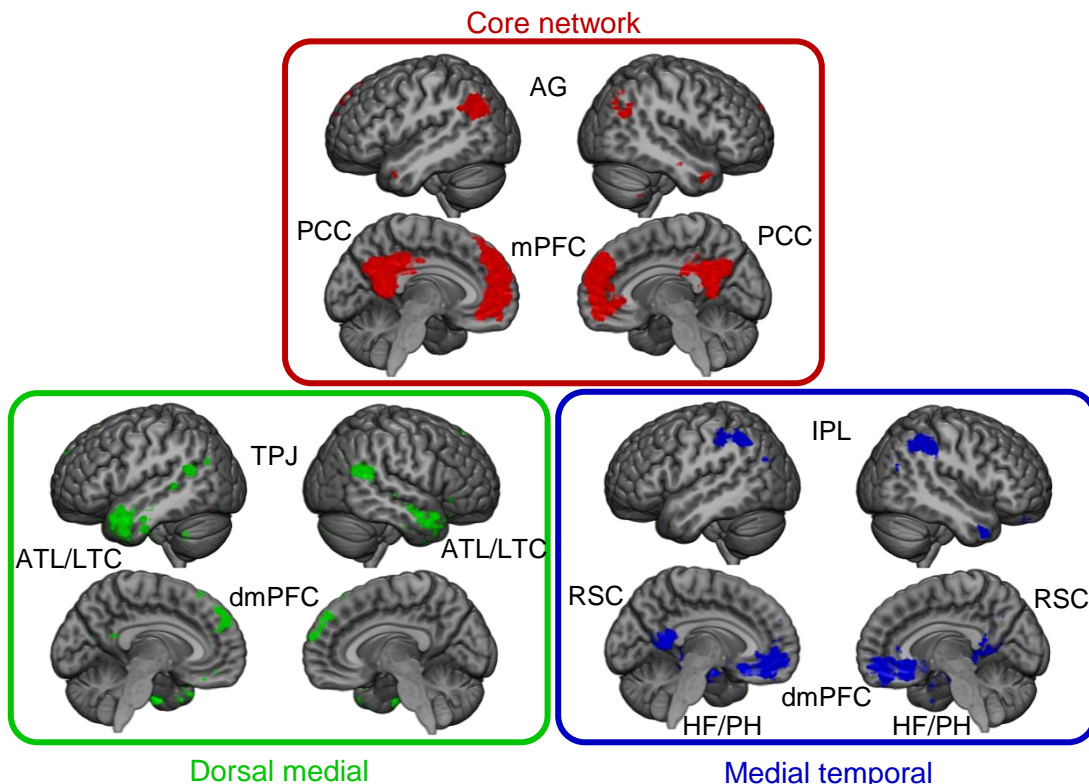 Core network
AG
PCC
mPFC
PCC
TPJ
ATL/LTC
ATL/LTC
dmPFC
Dorsal medial
IPL
RSC
RSC
dmPFC
HF/PH
HF/PH
Medial temporal